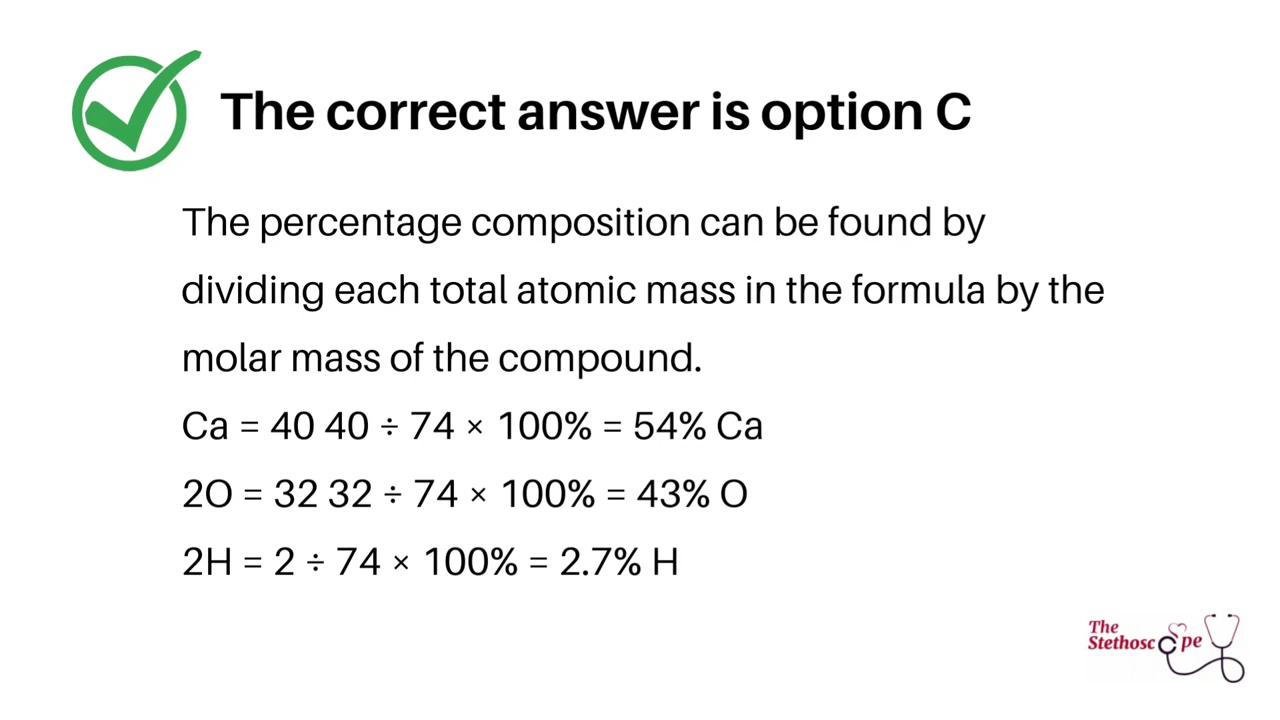 The correct answer is option C
The percentage composition can be found by
dividing each total atomic mass in the formula by the
molar mass of the compound.
Ca = 40 40 ÷ 74 × 100% = 54% Ca
2O = 32 32 ÷ 74 × 100% = 43% O
2H = 2 ÷ 74 × 100% = 2.7% H
The
Stethoscope